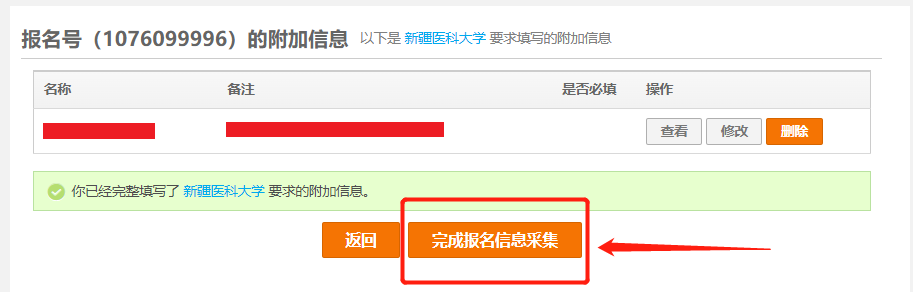 报名号（1076099996）的附加信息 以下是 新疆医科大学 要求填写的附加信息
名称 备注 是否必填 操作
查看 修改 删除
你已经完整填写了 新疆医科大学 要求的附加信息。
返回 完成报名信息采集